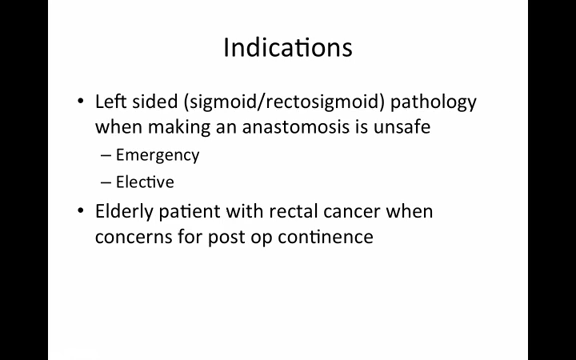 Indications
• Left sided (sigmoid/rectosigmoid) pathology
when making an anastomosis is unsafe
– Emergency
– Elective
• Elderly patient with rectal cancer when
concerns for post op continence